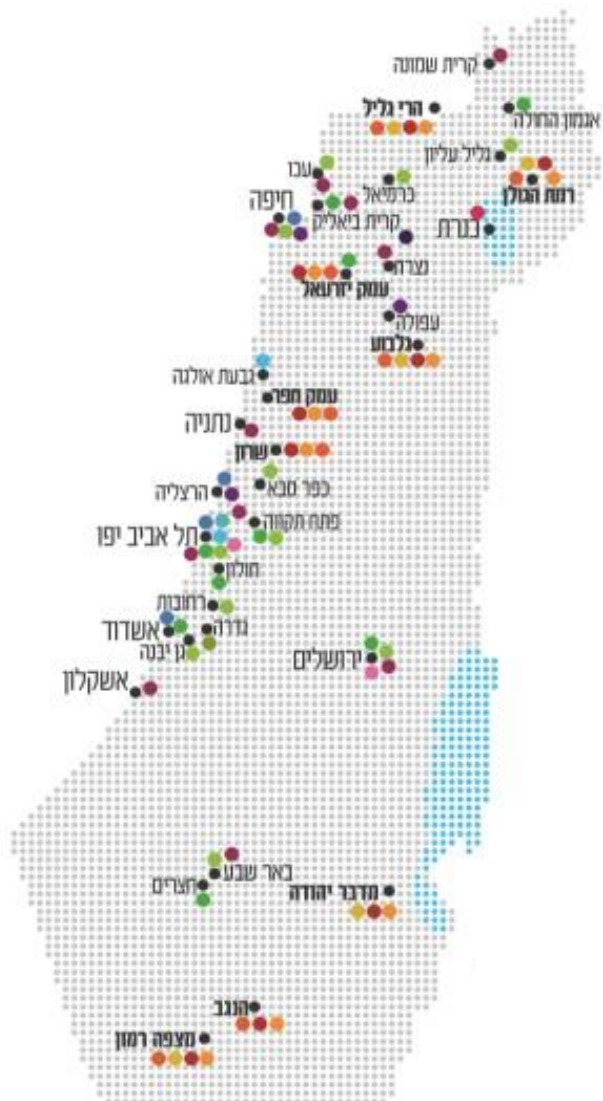 קרית שמונה
הרי גליל
אגמון החולה
גליל עליון
עכו
כרמיאל
רמת הגולן
חיפה
קרית ביאליק
כנרת
נצרת
עמק יזרעאל
עפולה
גלבוע
גבעת אולגה
עמק חפר
נתניה
שרון
כפר סבא
הרצליה
פתח תקווה
תל אביב יפו
חולון
רחובות
אשדוד
גדרה
גן יבנה
ירושלים
אשקלון
באר שבע
חצרים
מדבר יהודה
הנגב
מצפה רמון